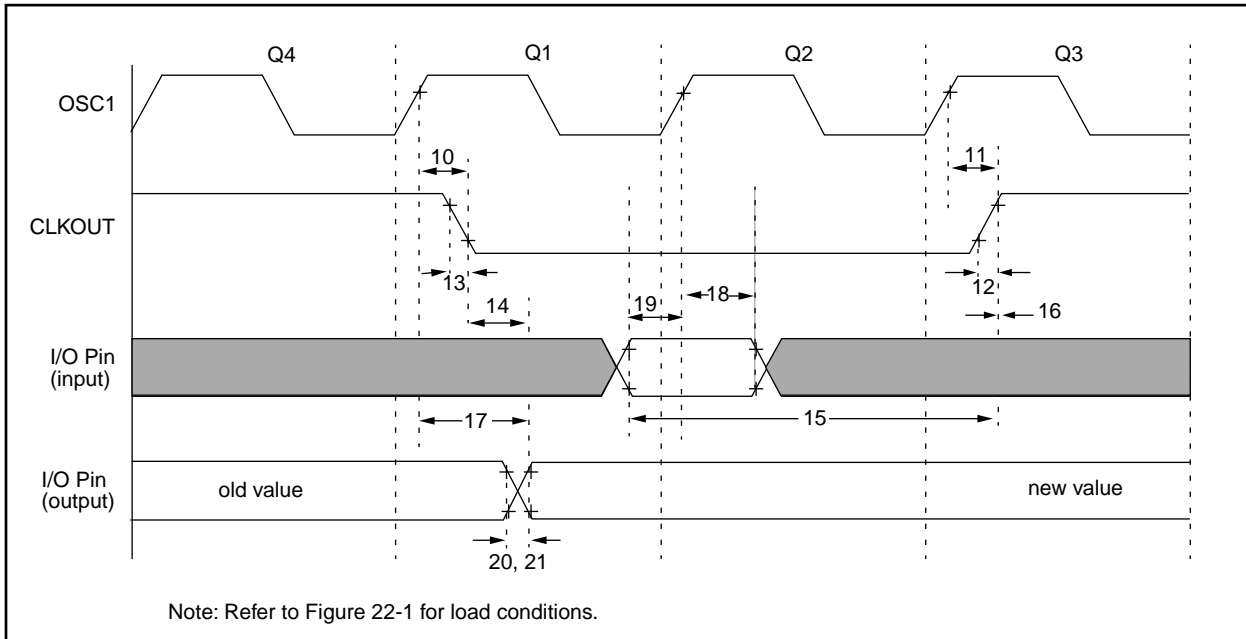 Q4 Q1 Q2 Q3
OSC1
10 11
CLKOUT
13 12
14 19 18 16
I/O Pin
(input)
17 15
I/O Pin
(output)
old value new value
20, 21
Note: Refer to Figure 22-1 for load conditions.